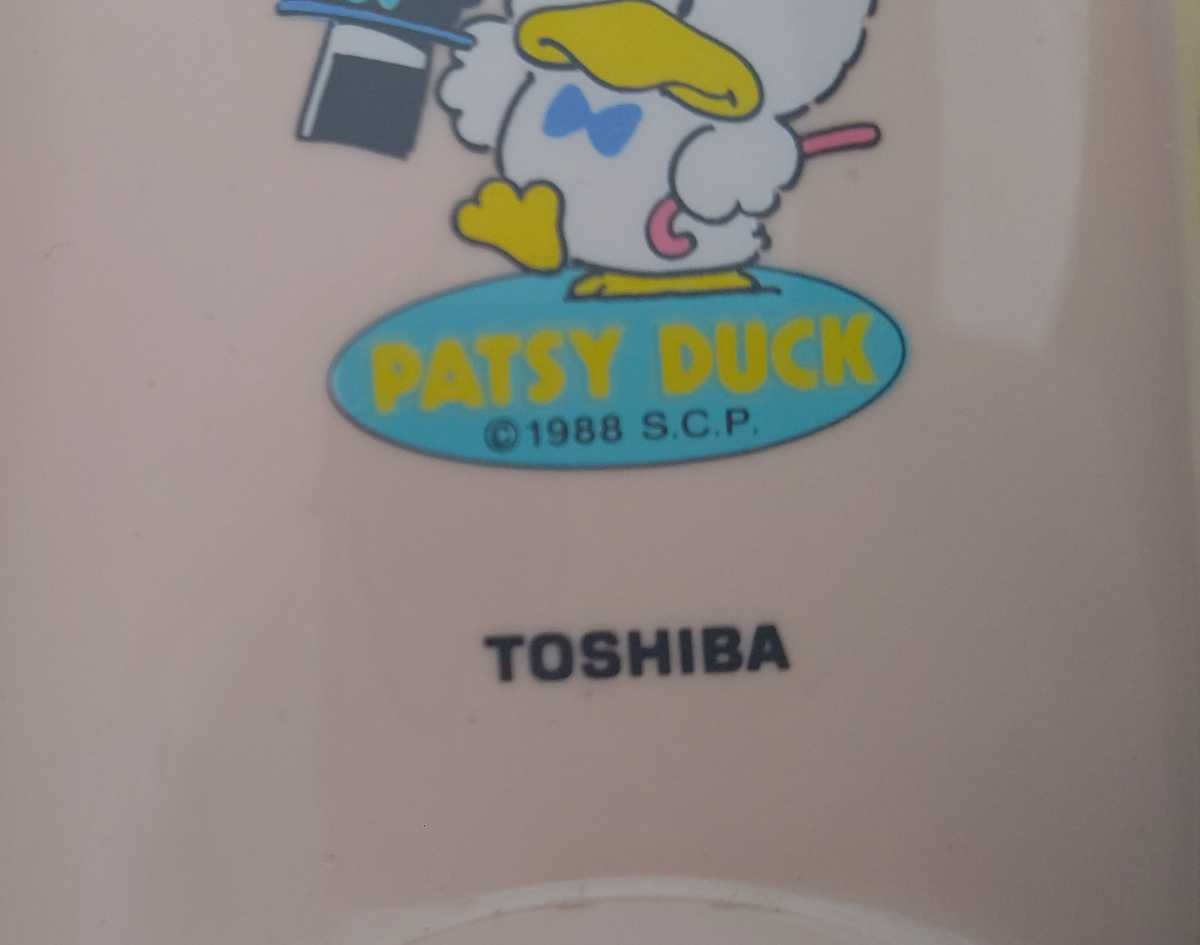 PATSY DUCK
©1988 S.C.P.
TOSHIBA